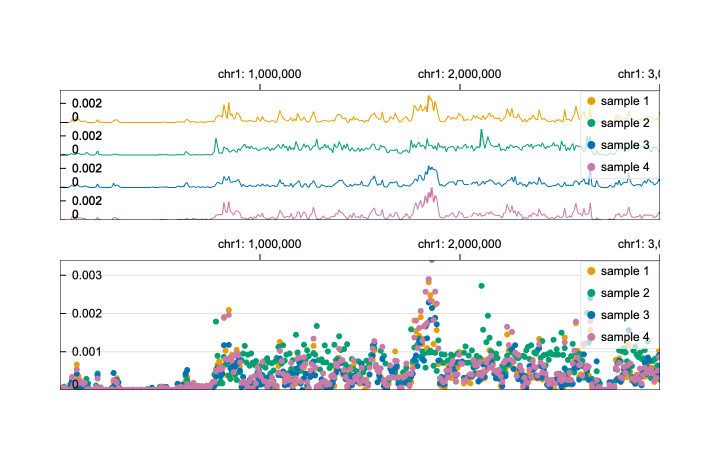 chr1: 1,000,000 chr1: 2,000,000 chr1: 3,0
0.002
0
0.002
0
0.002
0
0.002
0
sample 1
sample 2
sample 3
sample 4
chr1: 1,000,000 chr1: 2,000,000 chr1: 3,0
0.003
0.002
0.001
0
sample 1
sample 2
sample 3
sample 4